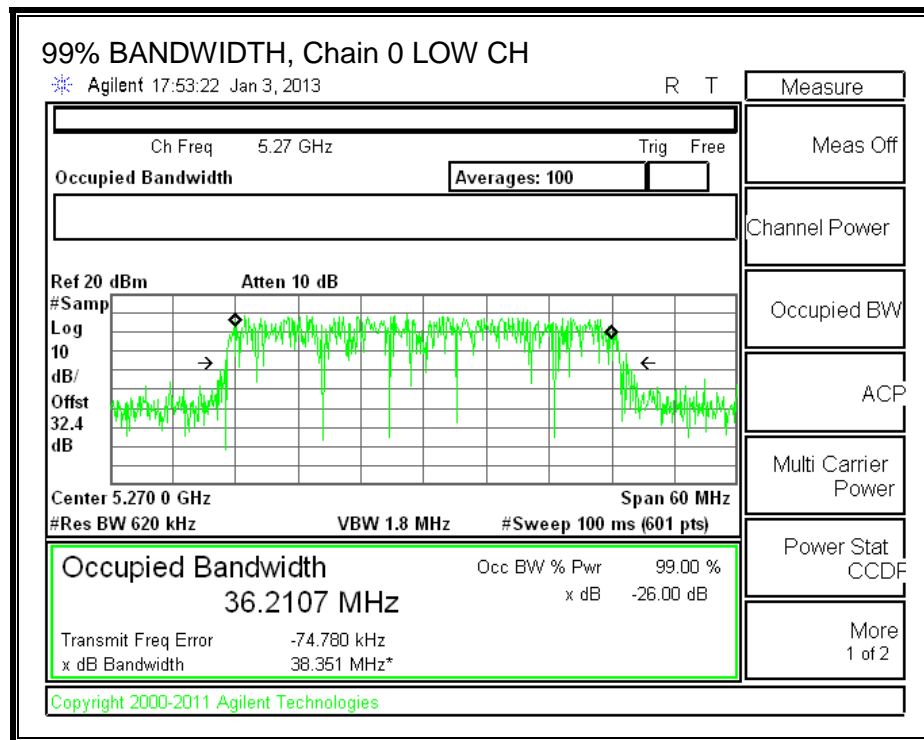 99% BANDWIDTH, Chain 0 LOW CH
Agilent 17:53:22 Jan 3, 2013 R T
Measure
Ch Freq 5.27 GHz Trig Free
Occupied Bandwidth Averages: 100
Meas Off
Channel Power
Occupied BW
ACP
Multi Carrier
Power
Power Stat
CCDF
More
1 of 2
Ref 20 dBm Atten 10 dB
#Samp
Log
10
dB/
Offst
32.4
dB
Center 5.270 0 GHz Span 60 MHz
#Res BW 620 kHz VBW 1.8 MHz #Sweep 100 ms (601 pts)
Occupied Bandwidth Occ BW % Pwr 99.00 %
36.2107 MHz x dB -26.00 dB
Transmit Freq Error -74.780 kHz
x dB Bandwidth 38.351 MHz*
Copyright 2000-2011 Agilent Technologies